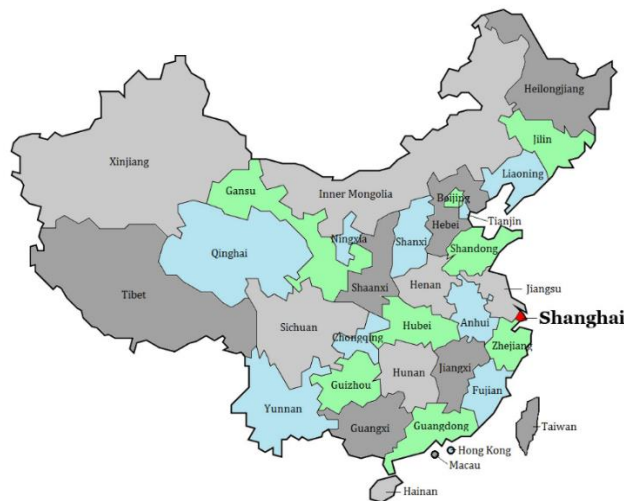 Heilongjiang
Jilin
Xinjiang
Liaoning
Gansu
Inner Mongolia
Beijing
Tianjin
Hebei
Ningxia
Shanxi
Qinghai
Shandong
Henan
Shaanxi
Jiangsu
Tibet
Shanghai
Sichuan
Hubei
Anhui
Chongqing
Zhejiang
Hunan
Jiangxi
Guizhou
Fujian
Yunnan
Guangxi
Guangdong
Taiwan
Hong Kong
Macau
Hainan